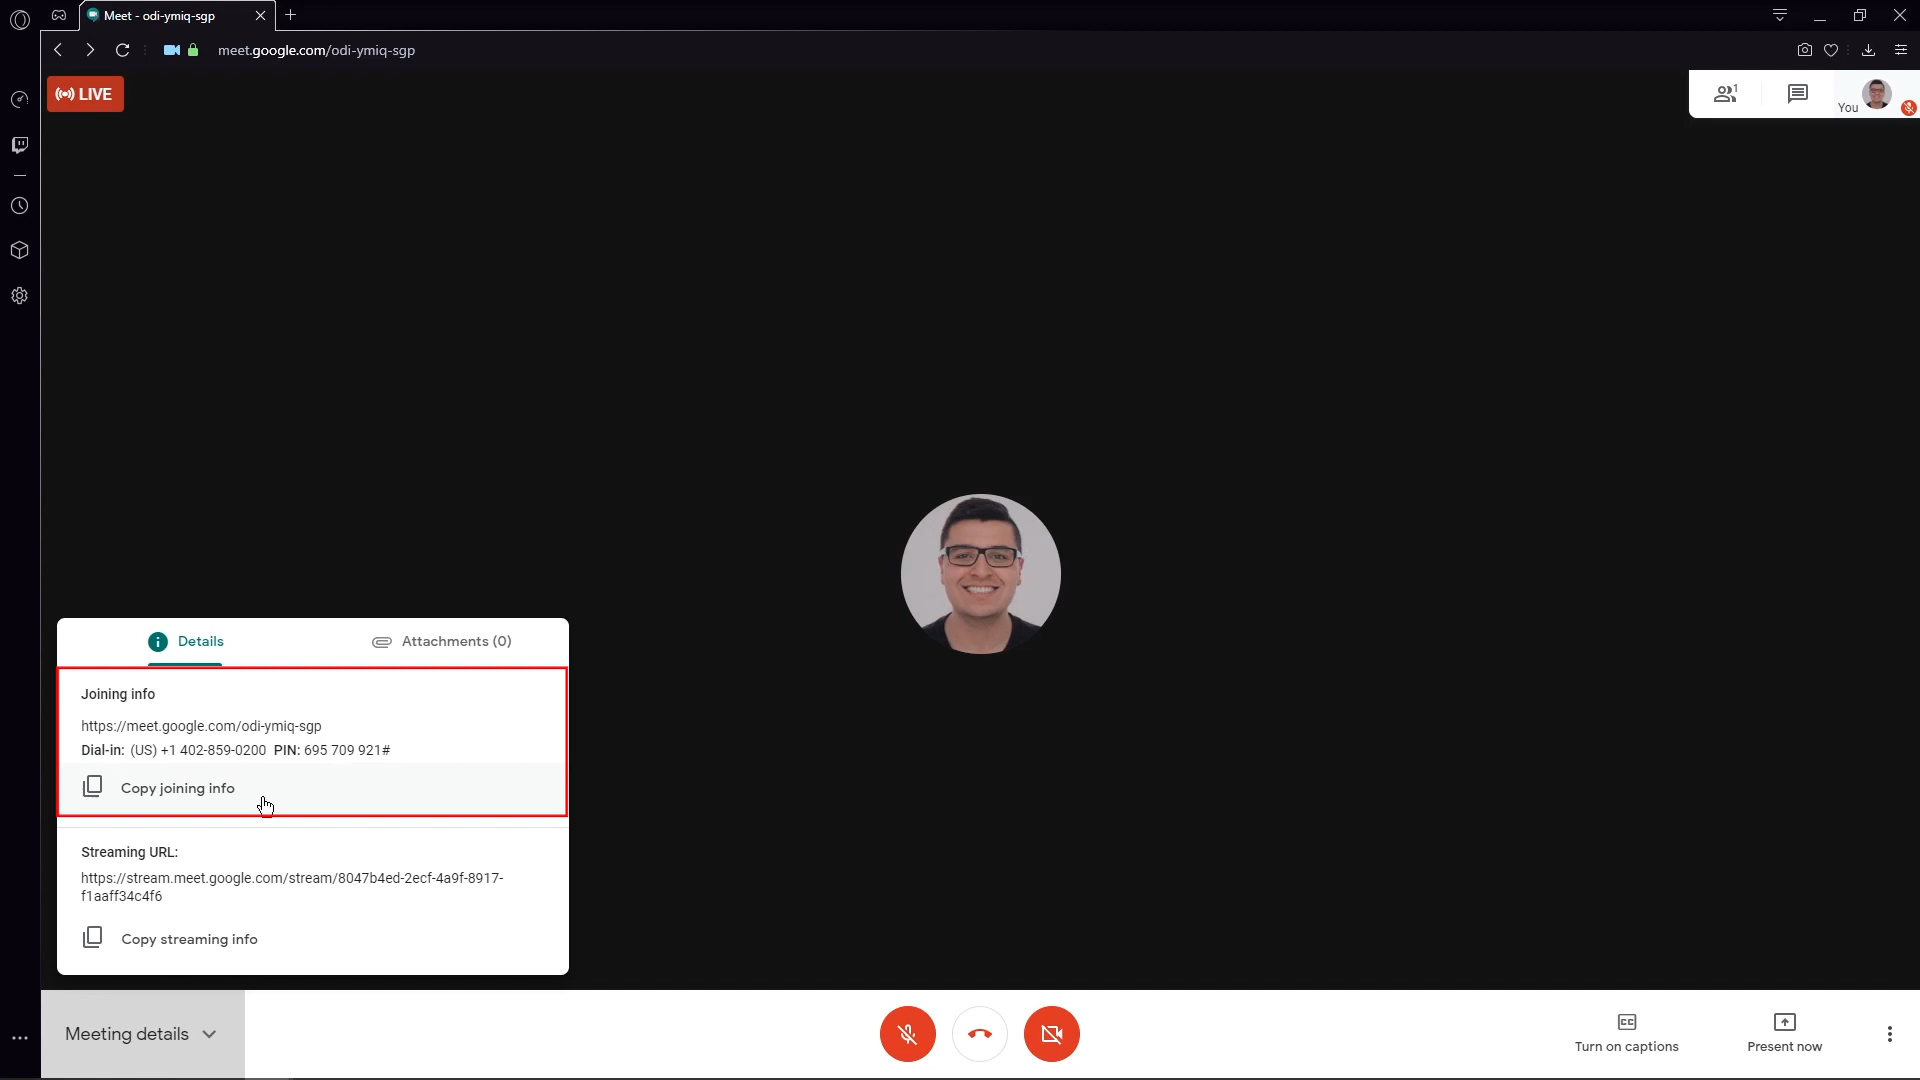 Meet - odi-ymiq-sgp
meet.google.com/odi-ymiq-sgp
LIVE
1
You
Details
Attachments (0)
Joining info
https://meet.google.com/odi-ymiq-sgp
Dial-in: (US) +1 402-859-0200 PIN: 695 709 921#
Copy joining info
Streaming URL:
https://stream.meet.google.com/stream/8047b4ed-2ecf-4a9f-8917-
f1aaff34c4f6
Copy streaming info
Meeting details
CC
Turn on captions
Present now